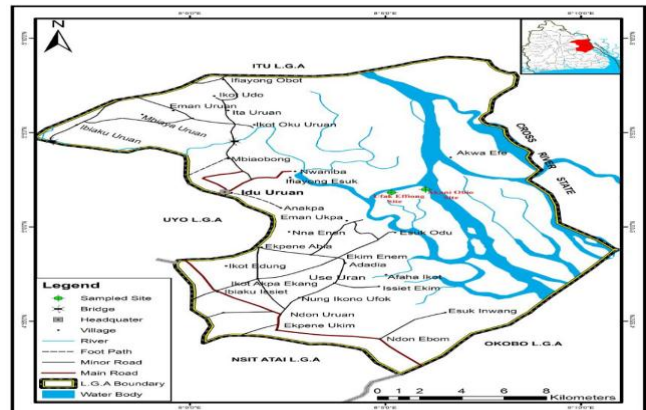 N
ITU L.G.A
Ifiayong Obot
Ikot Udo
Eman Uruan
Ita Uruan
Mbiaya Uruan
Ibiaku Uruan
Ikot Oku Uruan
CROSS RIVER STATE
Mbiaobong
Akwa Efe
Nwaniba
Ifiayong Esuk
Idu Uruan
Site
Site
UYO L.G.A
Anakpa
Eman Ukpa
Nna Enen
Esuk Odu
Ekpene Abia
Ekim Enem
Ikot Edung
Adadia
Use Uran
Afaha Ikot
Ikot Akpa Ekang
Ibiaku Issiet
Issiet Ekim
Nung Ikono Ufok
Ndon Uruan
Esuk Inwang
Ekpene Ukim
Ndon Ebom
NSIT ATAI L.G.A
OKOBO L.G.A
Legend
Sampled Site
Bridge
Headquater
Village
River
Foot Path
Minor Road
Main Road
L.G.A Boundary
Water Body
0 1 2 4 6 8
Kilometers